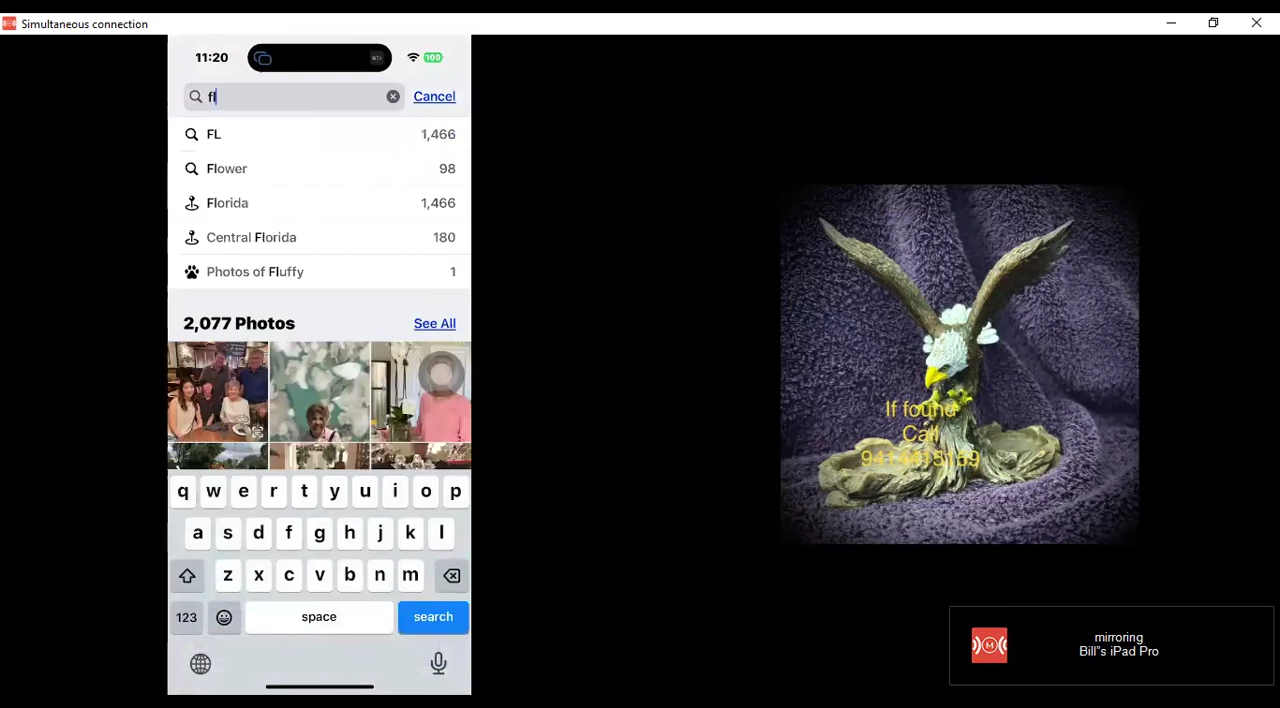 Simultaneous connection
11:20
100
fl
Cancel
FL 1,466
Flower 98
Florida 1,466
Central Florida 180
Photos of Fluffy 1
2,077 Photos
See All
q w e r t y u i o p
a s d f g h j k l
z x c v b n m
123 space search
If found
Call
mirroring
Bill"s iPad Pro